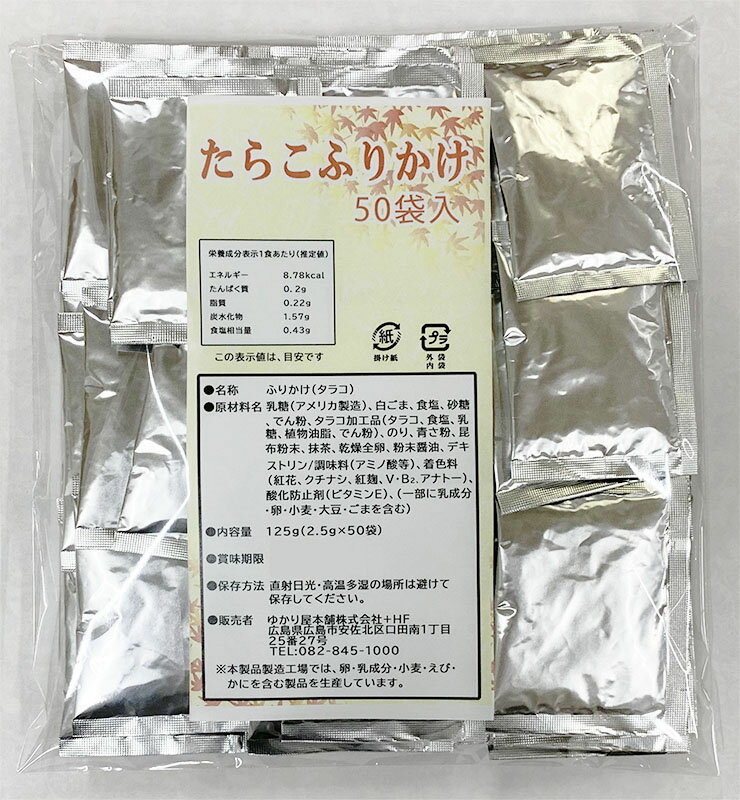 たらこふりかけ
50袋入
栄養成分表示1食あたり(推定値)
エネルギー 8.78kcal
たんぱく質 0.2g
脂質 0.22g
炭水化物 1.57g
食塩相当量 0.43g
この表示値は、目安です
紙
掛け紙
プラ
外袋
内袋
●名称 ふりかけ(タラコ)
●原材料名 乳糖(アメリカ製造)、白ごま、食塩、砂糖
、でん粉、タラコ加工品(タラコ、食塩、乳
糖、植物油脂、でん粉)、のり、青さ粉、昆
布粉末、抹茶、乾燥全卵、粉末醤油、デキ
ストリン/調味料(アミノ酸等)、着色料
(紅花、クチナシ、紅麹、V・B₂、アナトー)、
酸化防止剤(ビタミンE)、(一部に乳成分
・卵・小麦・大豆・ごまを含む)
●内容量 125g(2.5g×50袋)
●賞味期限
●保存方法 直射日光・高温多湿の場所は避けて
保存してください。
●販売者 ゆかり屋本舗株式会社+HF
広島県広島市安佐北区口田南1丁目
25番27号
TEL:082-845-1000
※本製品製造工場では、卵・乳成分・小麦・えび・
かにを含む製品を生産しています。